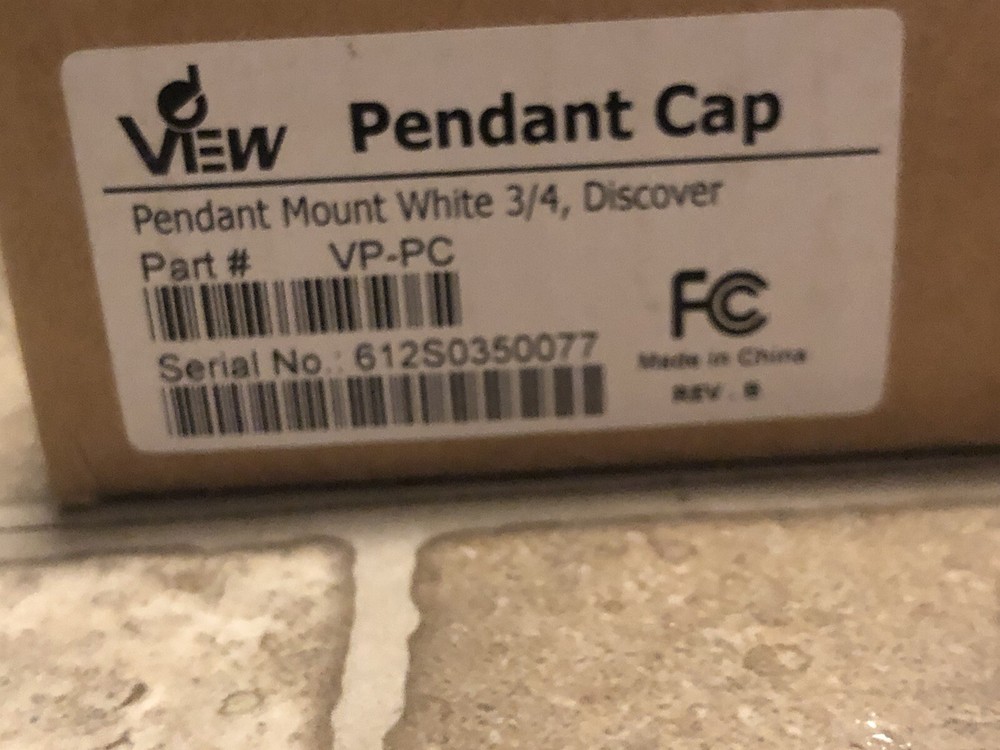 deVIEW Pendant Cap
Pendant Mount White 3/4, Discover
Part # VP-PC
Serial No.: 612S0350077
FC
Made in China
REV. B